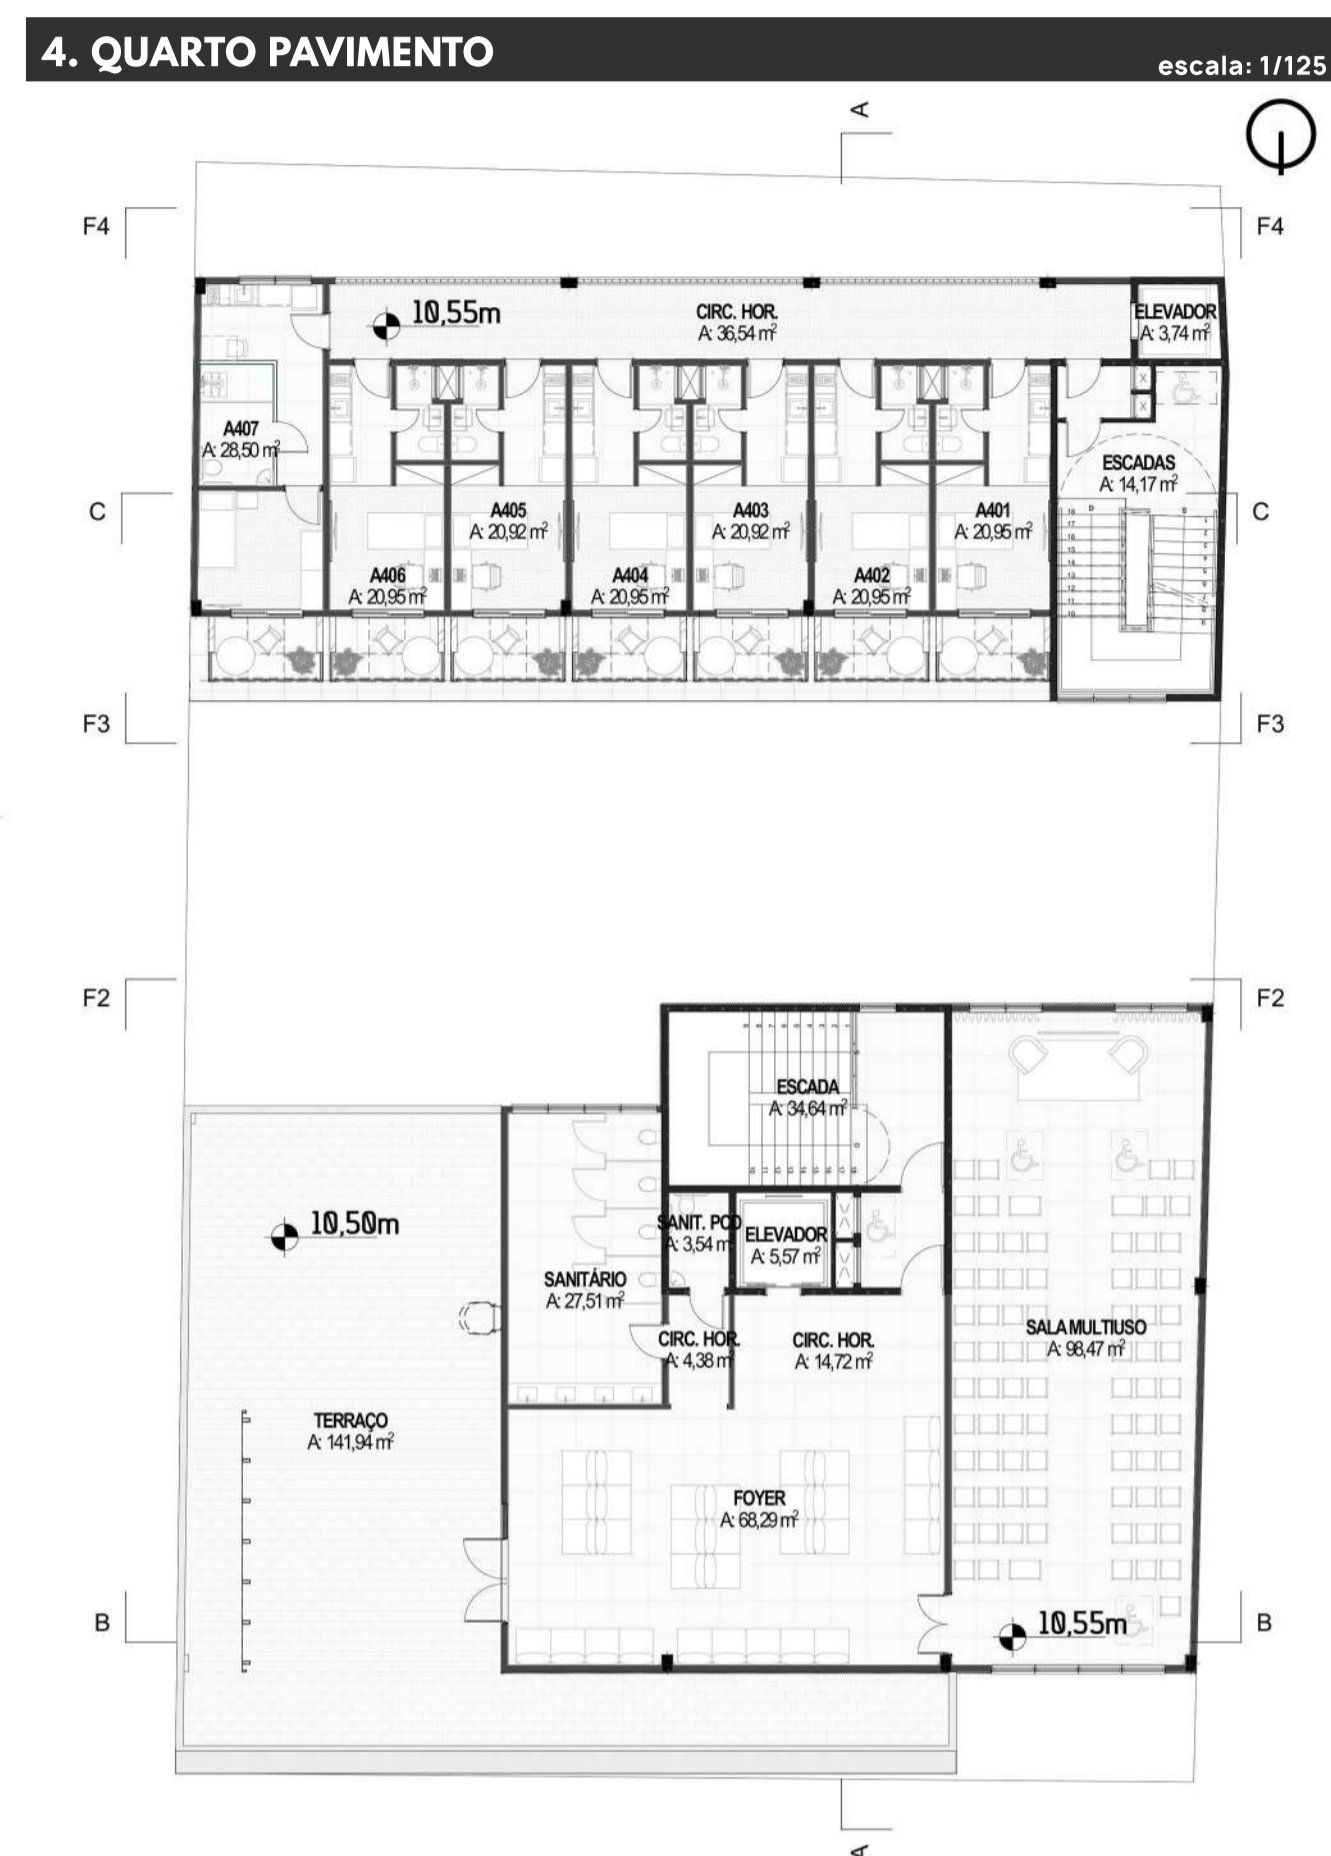 4. QUARTO PAVIMENTO
escala: 1/125
A
F4
F4
10,55m
CIRC. HOR.
A: 36,54 m²
ELEVADOR
A: 3,74 m²
A407
A: 28,50 m²
ESCADAS
A: 14,17 m²
C
C
A405
A: 20,92 m²
A403
A: 20,92 m²
A401
A: 20,95 m²
A406
A: 20,95 m²
A404
A: 20,95 m²
A402
A: 20,95 m²
F3
F3
F2
F2
ESCADA
A: 34,64 m²
10,50m
SANIT. PCD
A: 3,54 m²
ELEVADOR
A: 5,57 m²
SANITÁRIO
A: 27,51 m²
CIRC. HOR.
A: 4,38 m²
CIRC. HOR.
A: 14,72 m²
SALA MULTIUSO
A: 98,47 m²
TERRAÇO
A: 141,94 m²
FOYER
A: 68,29 m²
B
B
10,55m
A